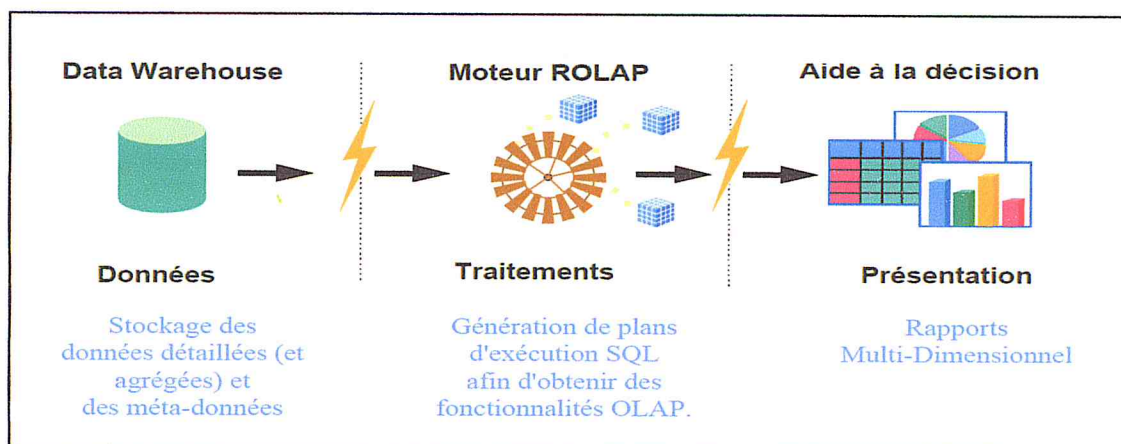 Data Warehouse
Moteur ROLAP
Aide à la décision
Données
Traitements
Présentation
Stockage des
données détaillées (et
agrégées) et
des méta-données
Génération de plans
d'exécution SQL
afin d'obtenir des
fonctionnalités OLAP.
Rapports
Multi-Dimensionnel